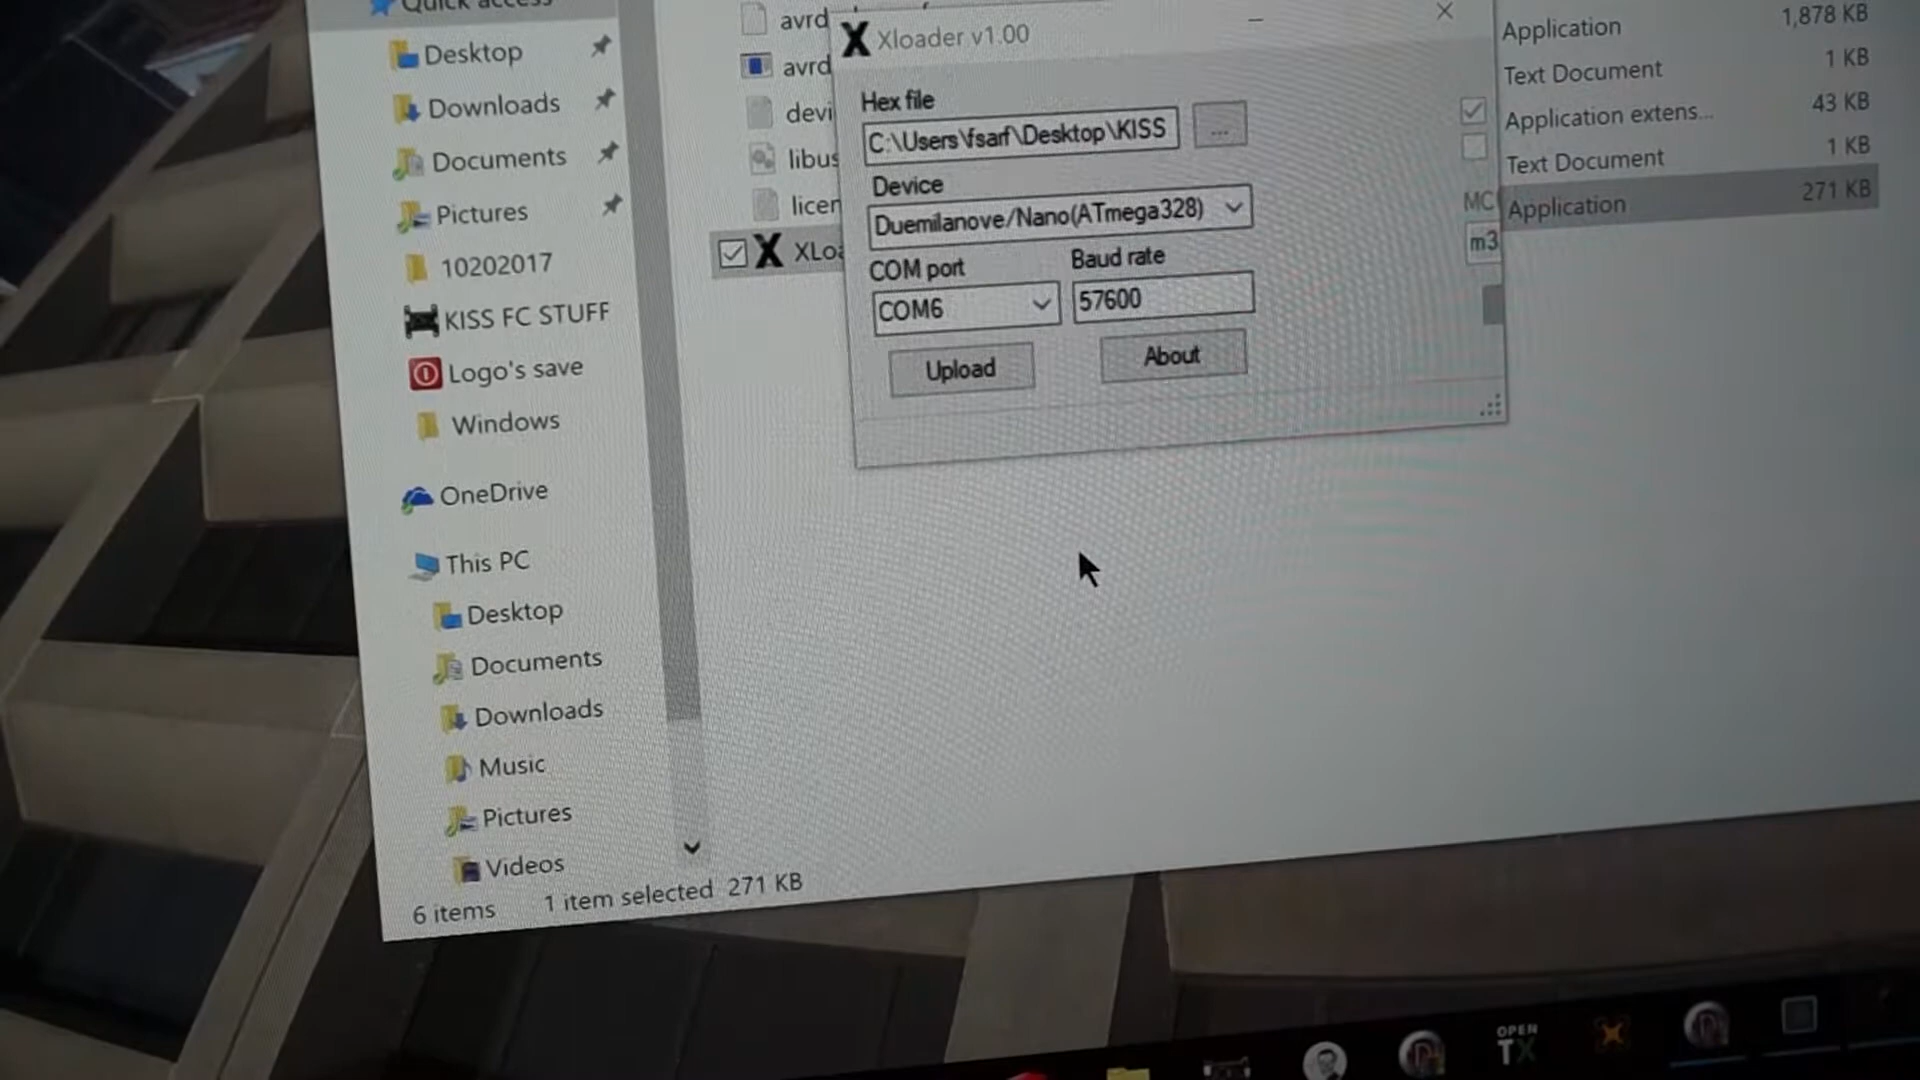 Quick access
Desktop
Downloads
Documents
Pictures
10202017
KISS FC STUFF
Logo's save
Windows
OneDrive
This PC
Desktop
Documents
Downloads
Music
Pictures
Videos
6 items 1 item selected 271 KB
avrd
avrd
devi
libus
licen
XLoa
Xloader v1.00
Hex file
C:\Users\fsarf\Desktop\KISS
...
Device
Duemilanove/Nano(ATmega328)
COM port
Baud rate
COM6
57600
Upload
About
MC
m3
Application 1,878 KB
Text Document 1 KB
Application extens... 43 KB
Text Document 1 KB
Application 271 KB
OPEN
TX